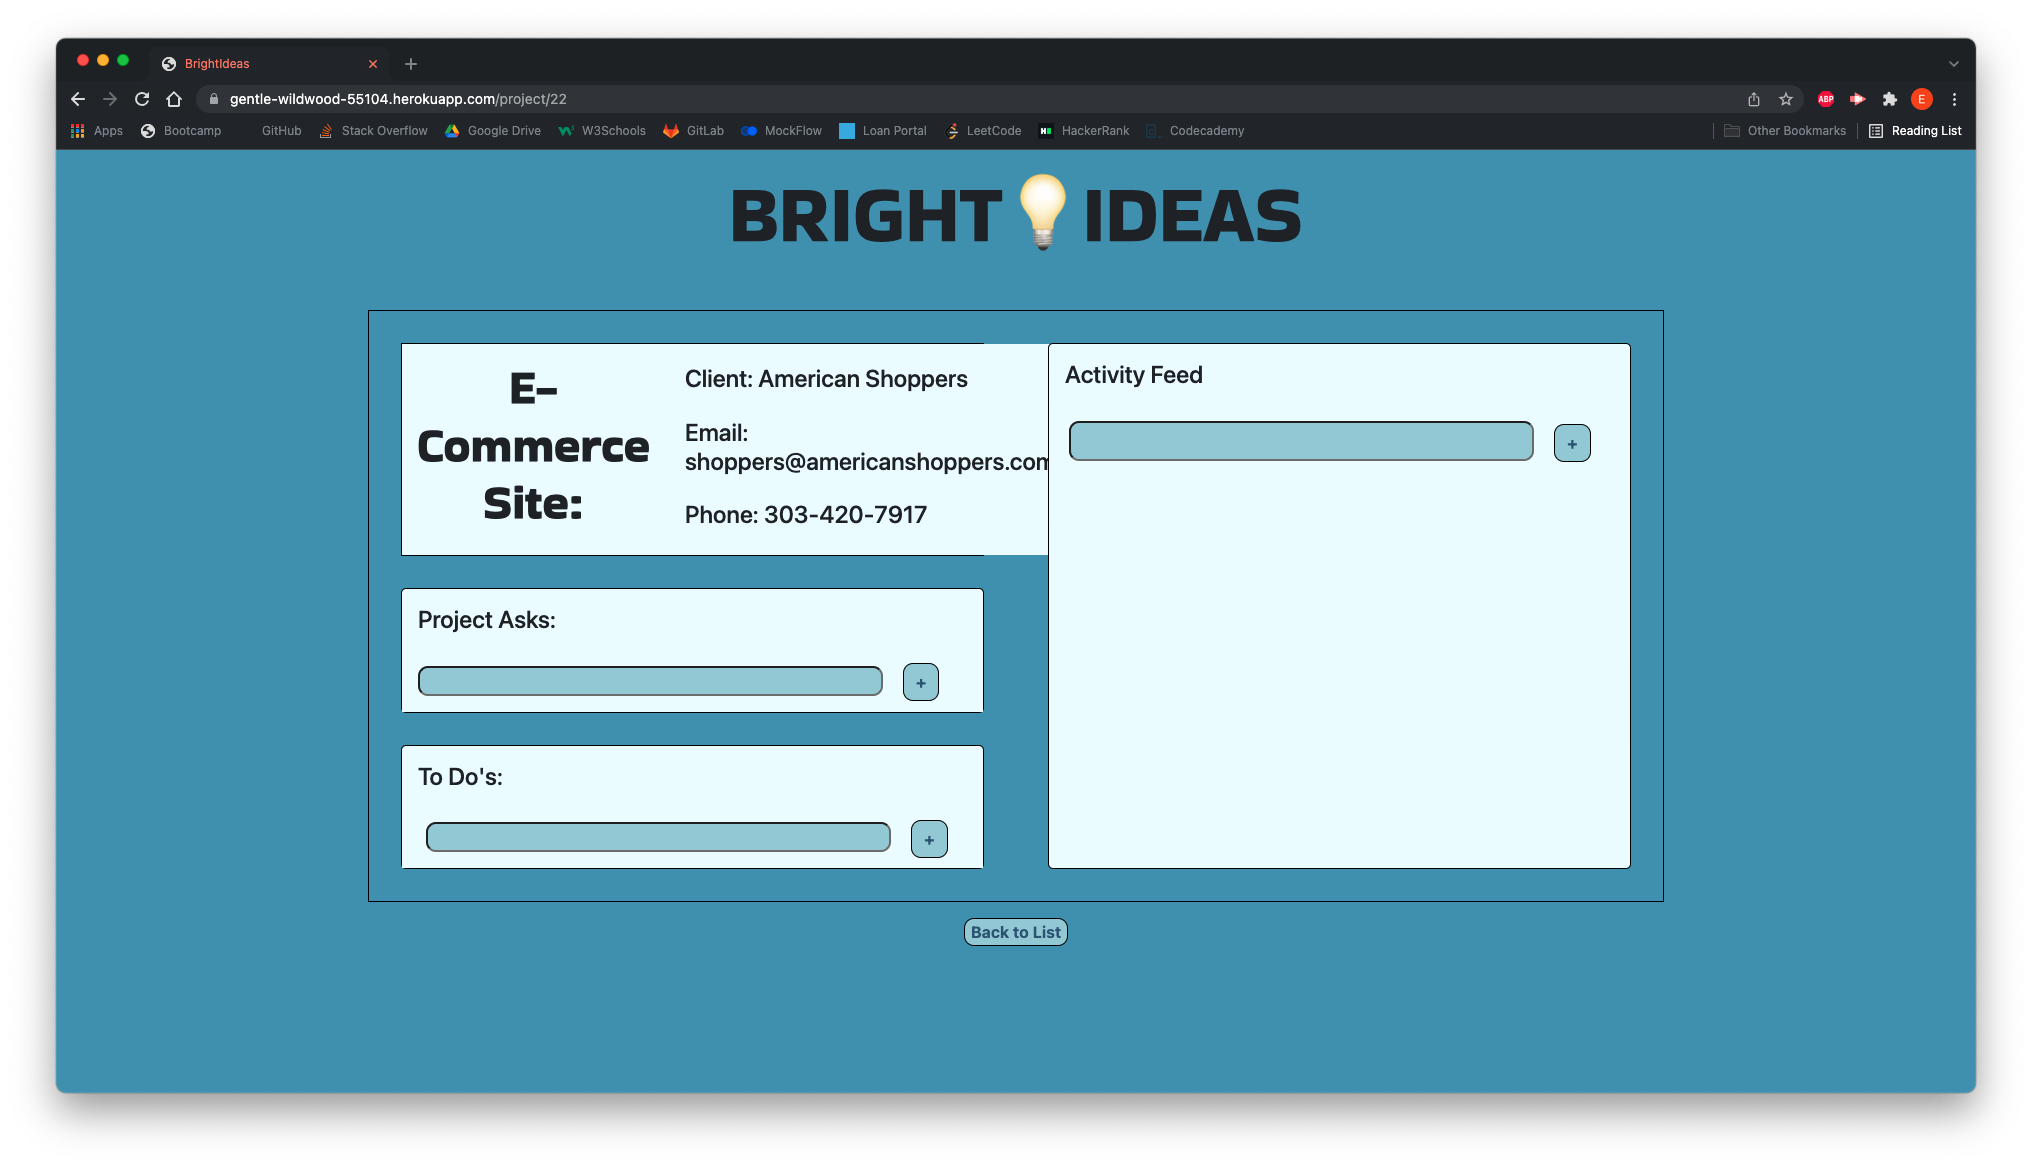 BrightIdeas
gentle-wildwood-55104.herokuapp.com/project/22
ABP
E
Apps Bootcamp GitHub Stack Overflow Google Drive W3Schools GitLab MockFlow Loan Portal LeetCode HackerRank Codecademy Other Bookmarks Reading List
BRIGHT IDEAS
E-
Commerce
Site:
Client: American Shoppers
Email:
shoppers@americanshoppers.com
Phone: 303-420-7917
Activity Feed
+
Project Asks:
+
To Do's:
+
Back to List